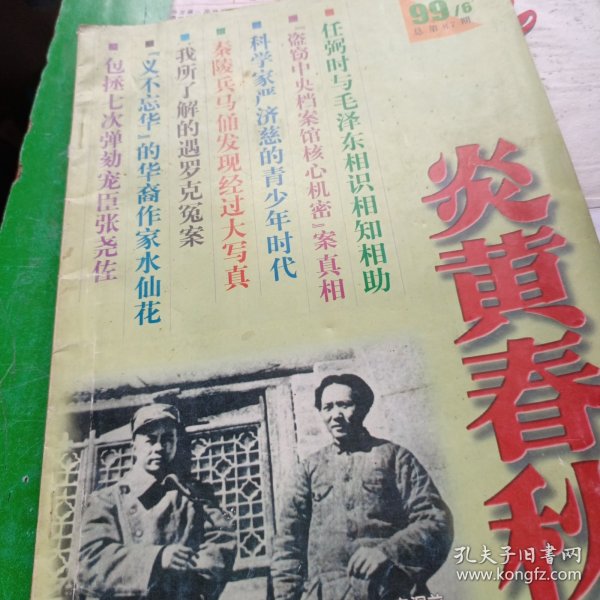 99/6
总第87期
炎黄春秋
任弼时与毛泽东相识相知相助
“盗窃中央档案馆核心机密”案真相
科学家严济慈的青少年时代
秦陵兵马俑发现经过大写真
我所了解的遇罗克冤案
“义不忘华”的华裔作家水仙花
包拯七次弹劾宠臣张尧佐
孔夫子旧书网
www.kongfz.com